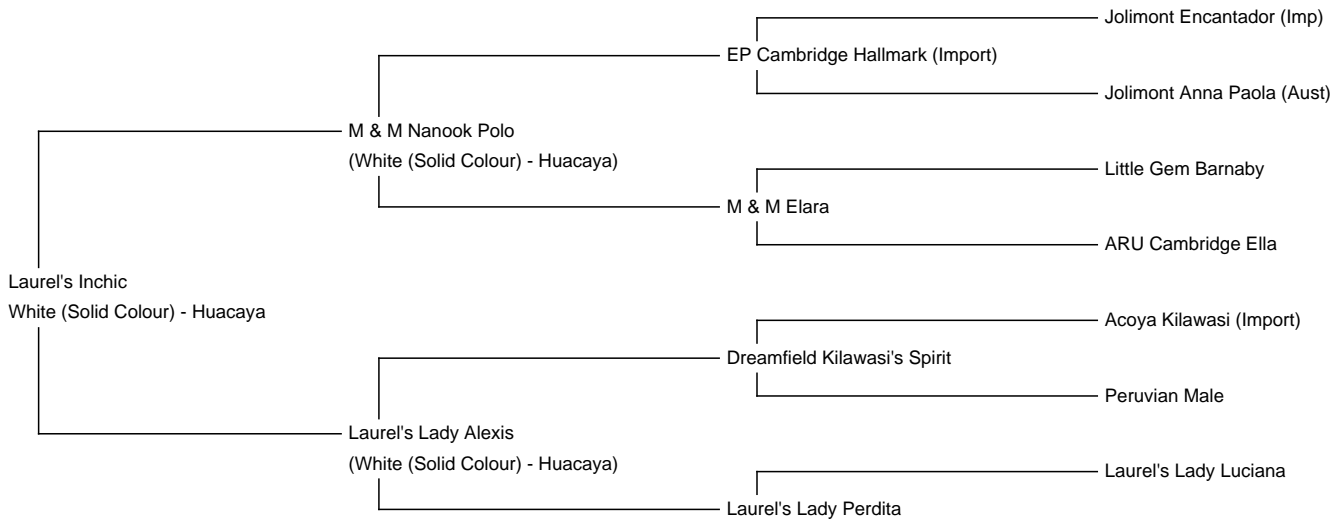 Jolimont Encantador (Imp)
EP Cambridge Hallmark (Import)
Jolimont Anna Paola (Aust)
M & M Nanook Polo
(White (Solid Colour) - Huacaya)
Little Gem Barnaby
M & M Elara
ARU Cambridge Ella
Laurel's Inchic
White (Solid Colour) - Huacaya
Acoya Kilawasi (Import)
Dreamfield Kilawasi's Spirit
Peruvian Male
Laurel's Lady Alexis
(White (Solid Colour) - Huacaya)
Laurel's Lady Luciana
Laurel's Lady Perdita